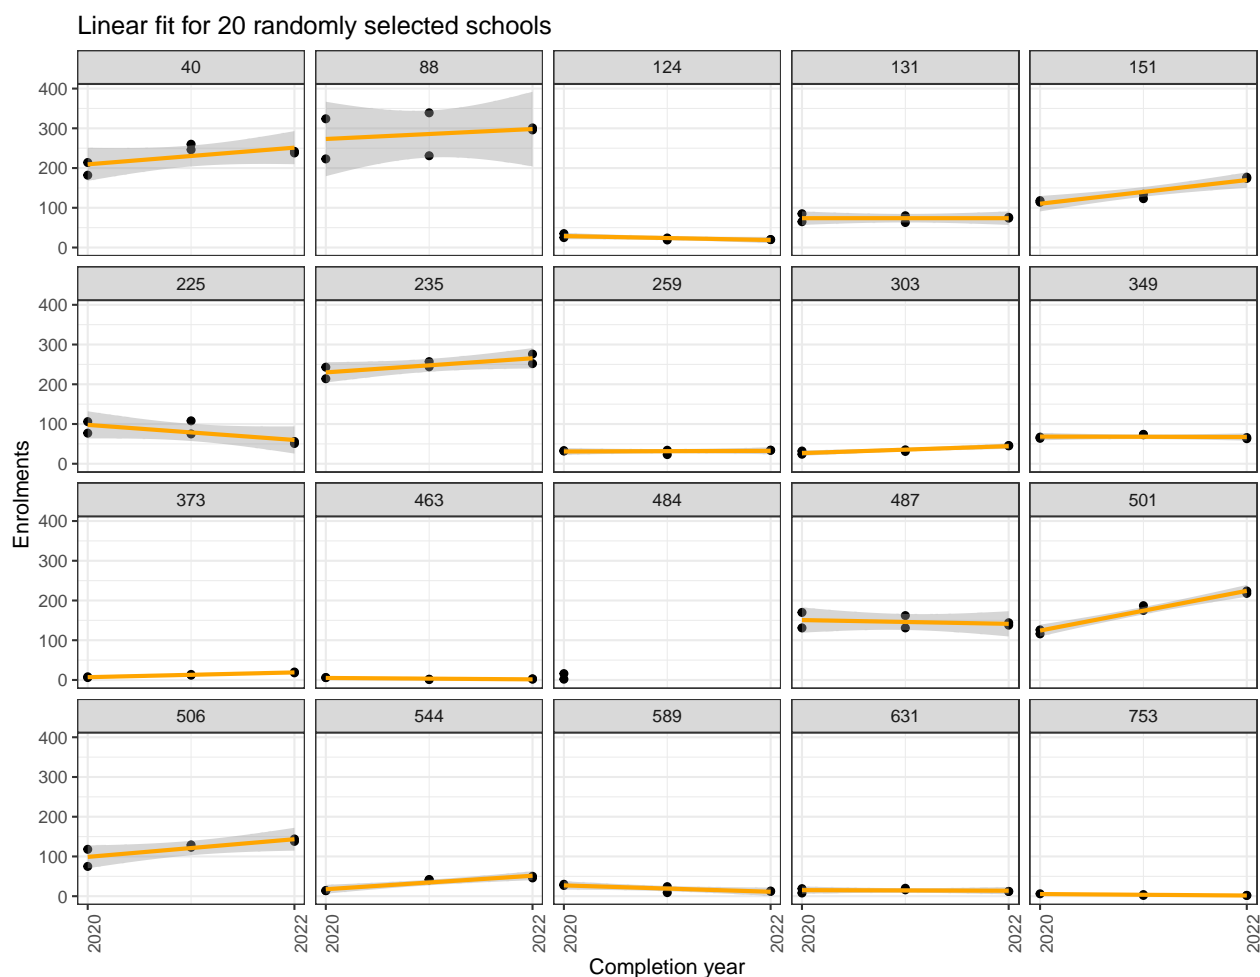 Linear fit for 20 randomly selected schools
40 88 124 131 151
400
300
200
100
0
225 235 259 303 349
400
300
200
100
0
373 463 484 487 501
400
300
200
100
0
506 544 589 631 753
400
300
200
100
0
Enrolments
2020 2022 2020 2022 2020 2022 2020 2022 2020 2022
Completion year